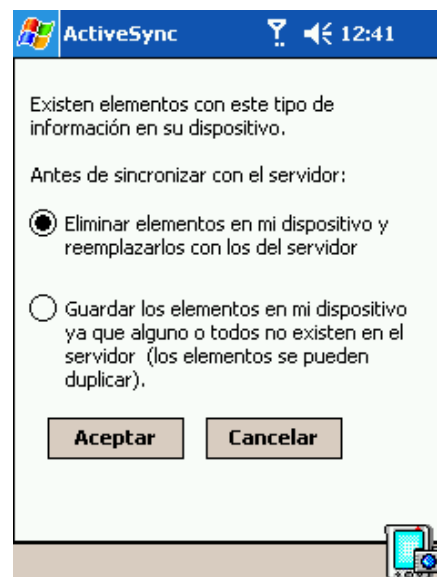 ActiveSync 12:41
Existen elementos con este tipo de
información en su dispositivo.
Antes de sincronizar con el servidor:
Eliminar elementos en mi dispositivo y
reemplazarlos con los del servidor
Guardar los elementos en mi dispositivo
ya que alguno o todos no existen en el
servidor (los elementos se pueden
duplicar).
Aceptar Cancelar